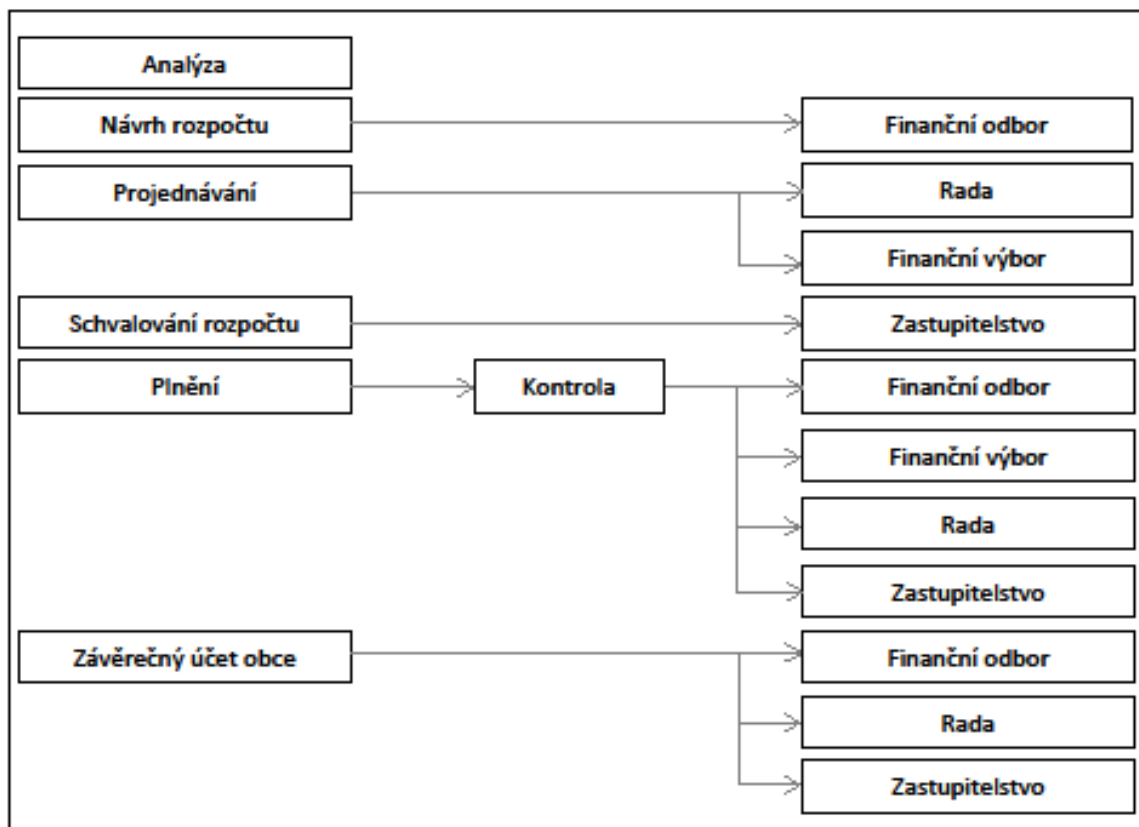 Analýza
Návrh rozpočtu
Finanční odbor
Projednávání
Rada
Finanční výbor
Schvalování rozpočtu
Zastupitelstvo
Plnění
Kontrola
Finanční odbor
Finanční výbor
Rada
Zastupitelstvo
Závěrečný účet obce
Finanční odbor
Rada
Zastupitelstvo